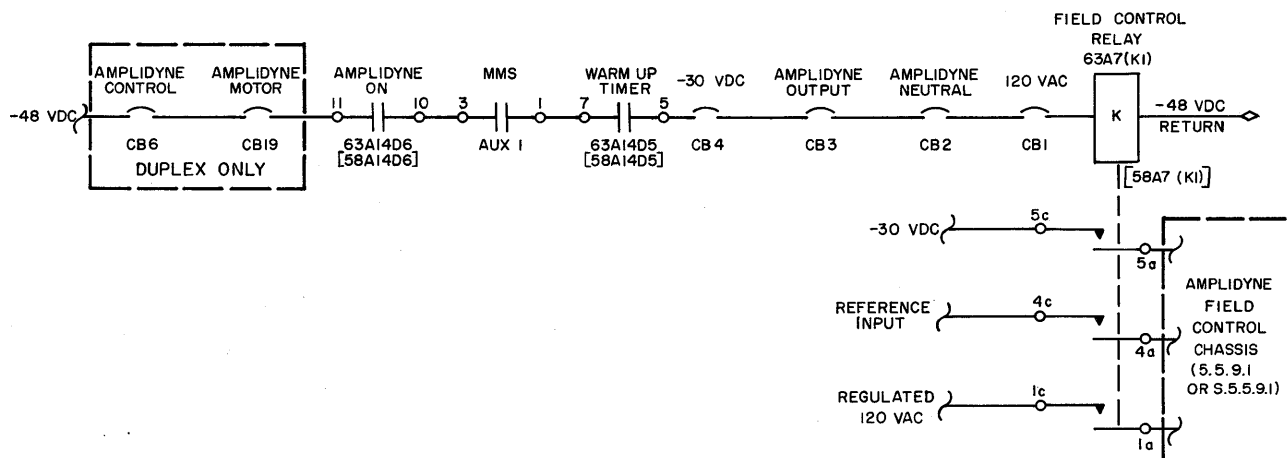 FIELD CONTROL
RELAY
63A7(K1)
AMPLIDYNE
CONTROL
AMPLIDYNE
MOTOR
AMPLIDYNE
ON
MMS
WARM UP
TIMER
-30 VDC
AMPLIDYNE
OUTPUT
AMPLIDYNE
NEUTRAL
120 VAC
-48 VDC
11
10
3
1
7
5
K
-48 VDC
RETURN
CB6
CB19
DUPLEX ONLY
63A14D6
[58A14D6]
AUX 1
63A14D5
[58A14D5]
CB4
CB3
CB2
CB1
[58A7 (K1)]
-30 VDC
5c
5a
REFERENCE
INPUT
4c
4a
REGULATED
120 VAC
1c
1a
AMPLIDYNE
FIELD
CONTROL
CHASSIS
(5.5.9.1
OR S.5.5.9.1)